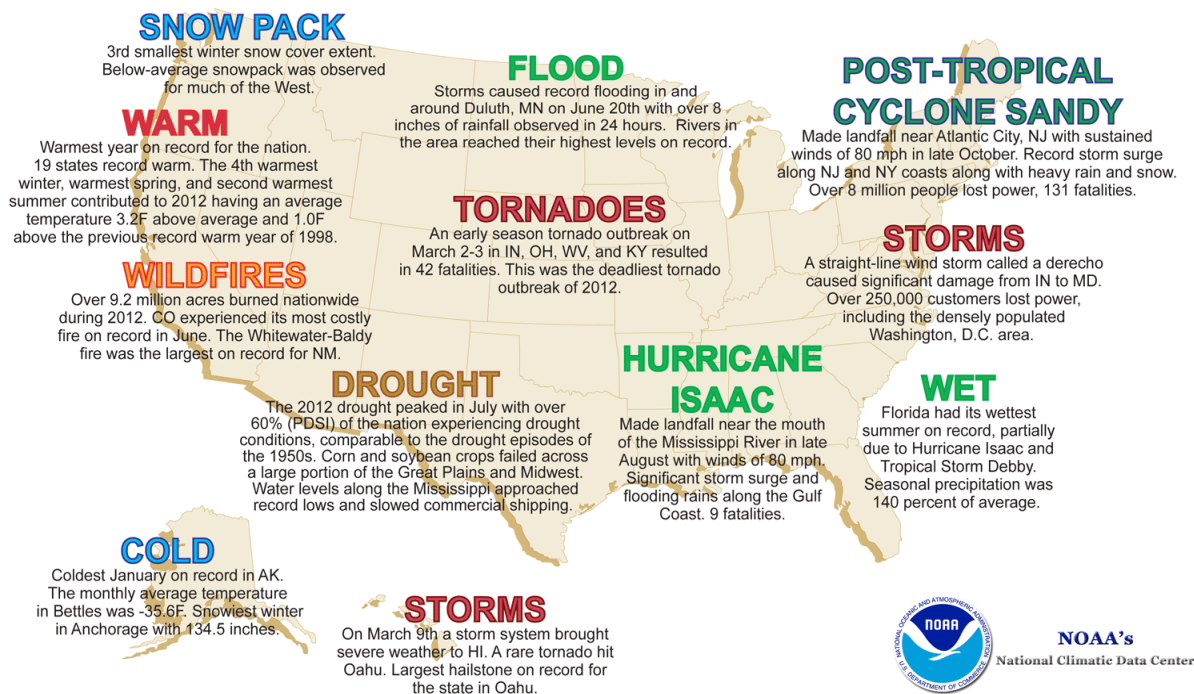 SNOW PACK
3rd smallest winter snow cover extent.
Below-average snowpack was observed
for much of the West.
WARM
Warmest year on record for the nation.
19 states record warm. The 4th warmest
winter, warmest spring, and second warmest
summer contributed to 2012 having an average
temperature 3.2F above average and 1.0F
above the previous record warm year of 1998.
WILDFIRES
Over 9.2 million acres burned nationwide
during 2012. CO experienced its most costly
fire on record in June. The Whitewater-Baldy
fire was the largest on record for NM.
FLOOD
Storms caused record flooding in and
around Duluth, MN on June 20th with over 8
inches of rainfall observed in 24 hours. Rivers in
the area reached their highest levels on record.
TORNADOES
An early season tornado outbreak on
March 2-3 in IN, OH, WV, and KY resulted
in 42 fatalities. This was the deadliest tornado
outbreak of 2012.
POST-TROPICAL
CYCLONE SANDY
Made landfall near Atlantic City, NJ with sustained
winds of 80 mph in late October. Record storm surge
along NJ and NY coasts along with heavy rain and snow.
Over 8 million people lost power, 131 fatalities.
STORMS
A straight-line wind storm called a derecho
caused significant damage from IN to MD.
Over 250,000 customers lost power,
including the densely populated
Washington, D.C. area.
DROUGHT
The 2012 drought peaked in July with over
60% (PDSI) of the nation experiencing drought
conditions, comparable to the drought episodes of
the 1950s. Corn and soybean crops failed across
a large portion of the Great Plains and Midwest.
Water levels along the Mississippi approached
record lows and slowed commercial shipping.
HURRICANE
ISAAC
Made landfall near the mouth
of the Mississippi River in late
August with winds of 80 mph.
Significant storm surge and
flooding rains along the Gulf
Coast. 9 fatalities.
WET
Florida had its wettest
summer on record, partially
due to Hurricane Isaac and
Tropical Storm Debby.
Seasonal precipitation was
140 percent of average.
COLD
Coldest January on record in AK.
The monthly average temperature
in Bettles was -35.6F. Snowiest winter
in Anchorage with 134.5 inches.
STORMS
On March 9th a storm system brought
severe weather to HI. A rare tornado hit
Oahu. Largest hailstone on record for
the state in Oahu.
NATIONAL OCEANIC AND ATMOSPHERIC ADMINISTRATION
NOAA
U.S. DEPARTMENT OF COMMERCE
NOAA's
National Climatic Data Center